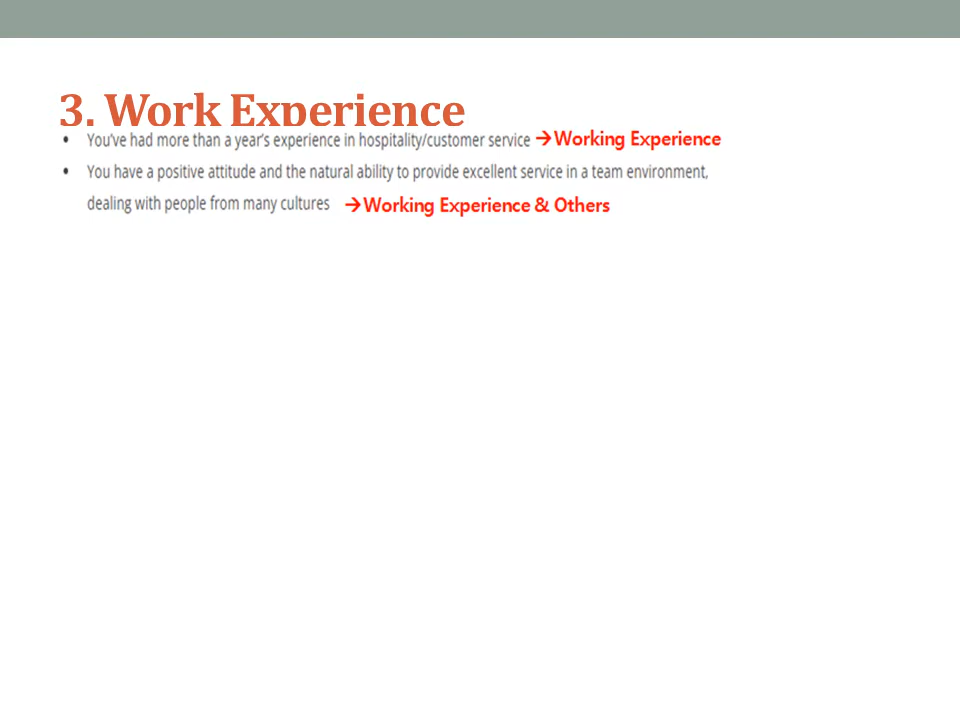 3. Work Experience
• You've had more than a year's experience in hospitality/customer service →Working Experience
• You have a positive attitude and the natural ability to provide excellent service in a team environment,
dealing with people from many cultures →Working Experience & Others